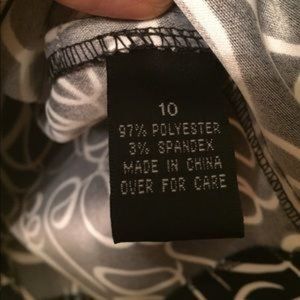 10
97% POLYESTER
3% SPANDEX
MADE IN CHINA
OVER FOR CARE